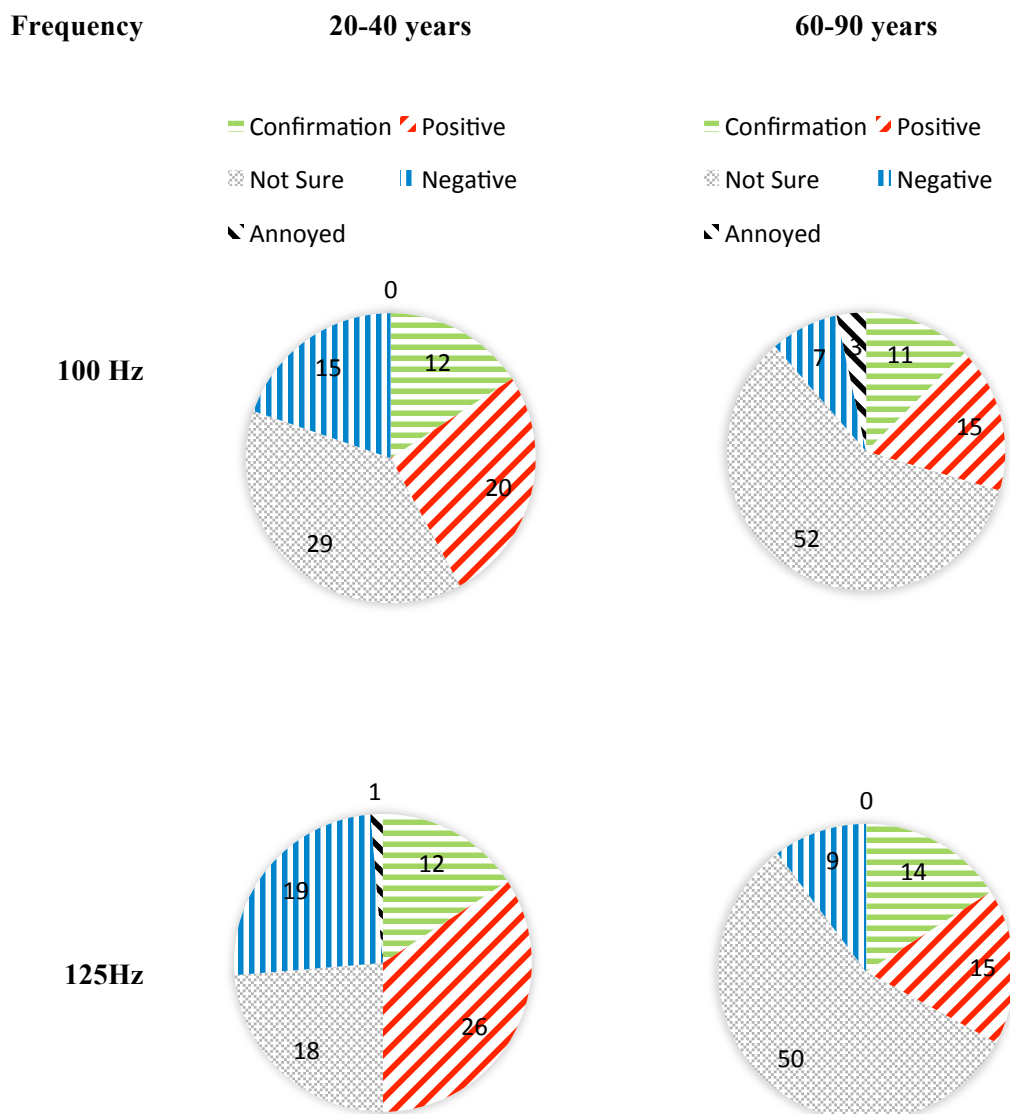 Frequency 20-40 years 60-90 years
Confirmation Positive Confirmation Positive
Not Sure Negative Not Sure Negative
Annoyed Annoyed
0
100 Hz 15 12 7 3 11
20 15
29 52
1 0
19 12 9 14
125Hz 15
18 26 50